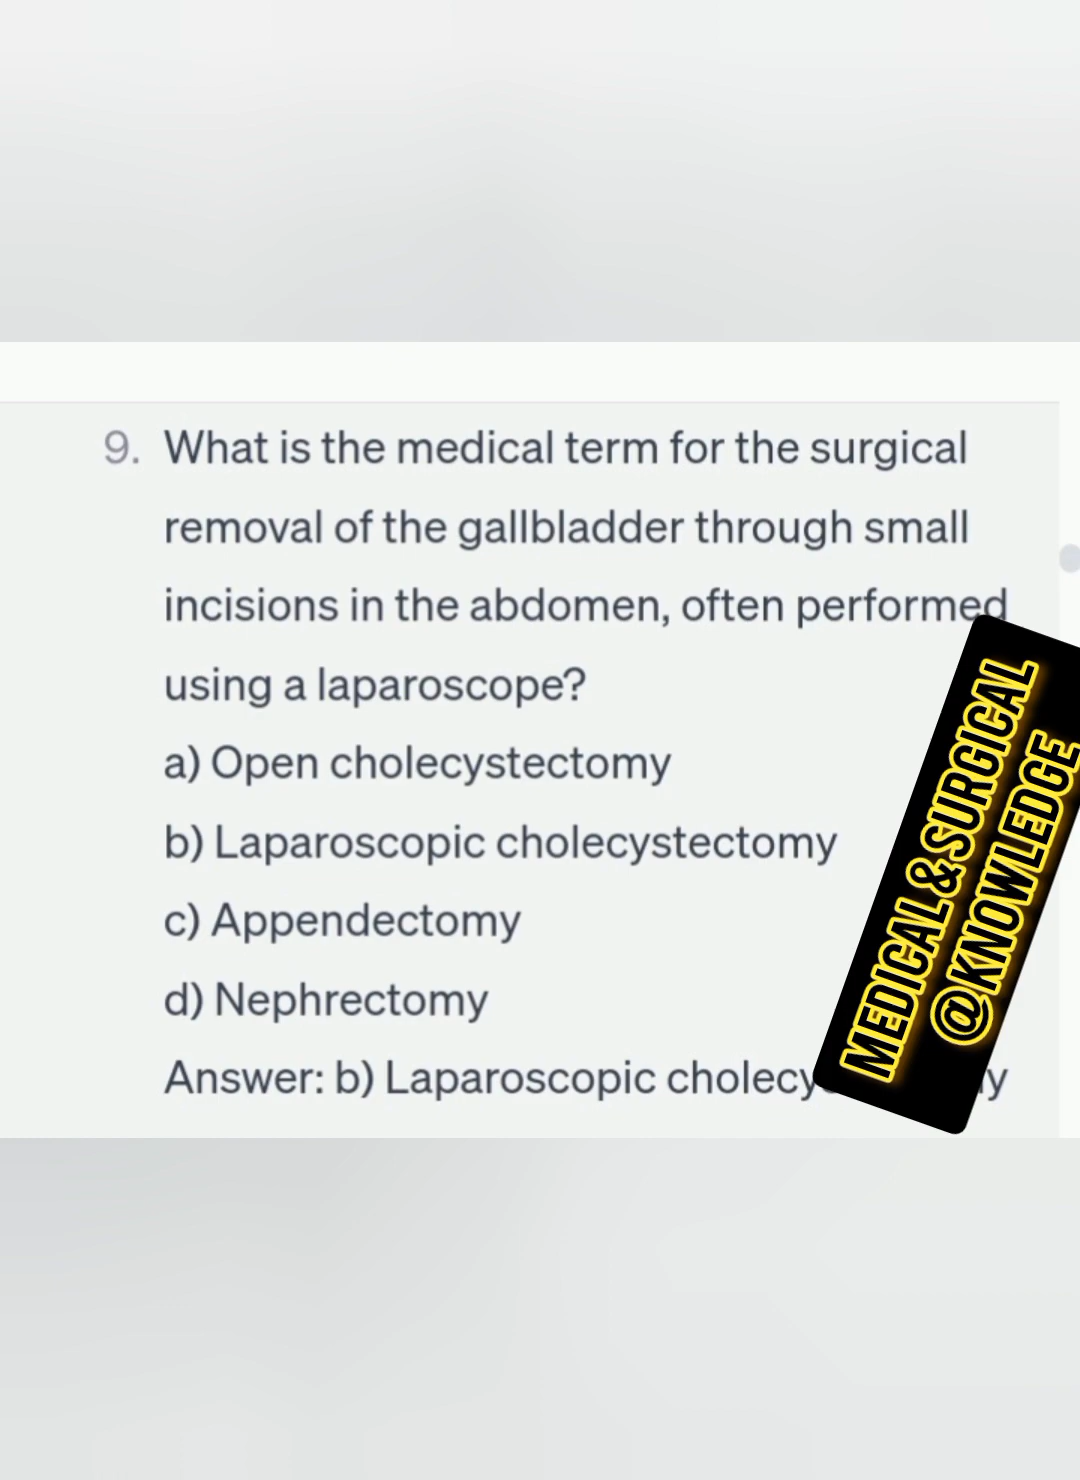 9. What is the medical term for the surgical
removal of the gallbladder through small
incisions in the abdomen, often performed
using a laparoscope?
a) Open cholecystectomy
b) Laparoscopic cholecystectomy
c) Appendectomy
d) Nephrectomy
Answer: b) Laparoscopic
MEDICAL & SURGICAL
@KNOWLEDGE